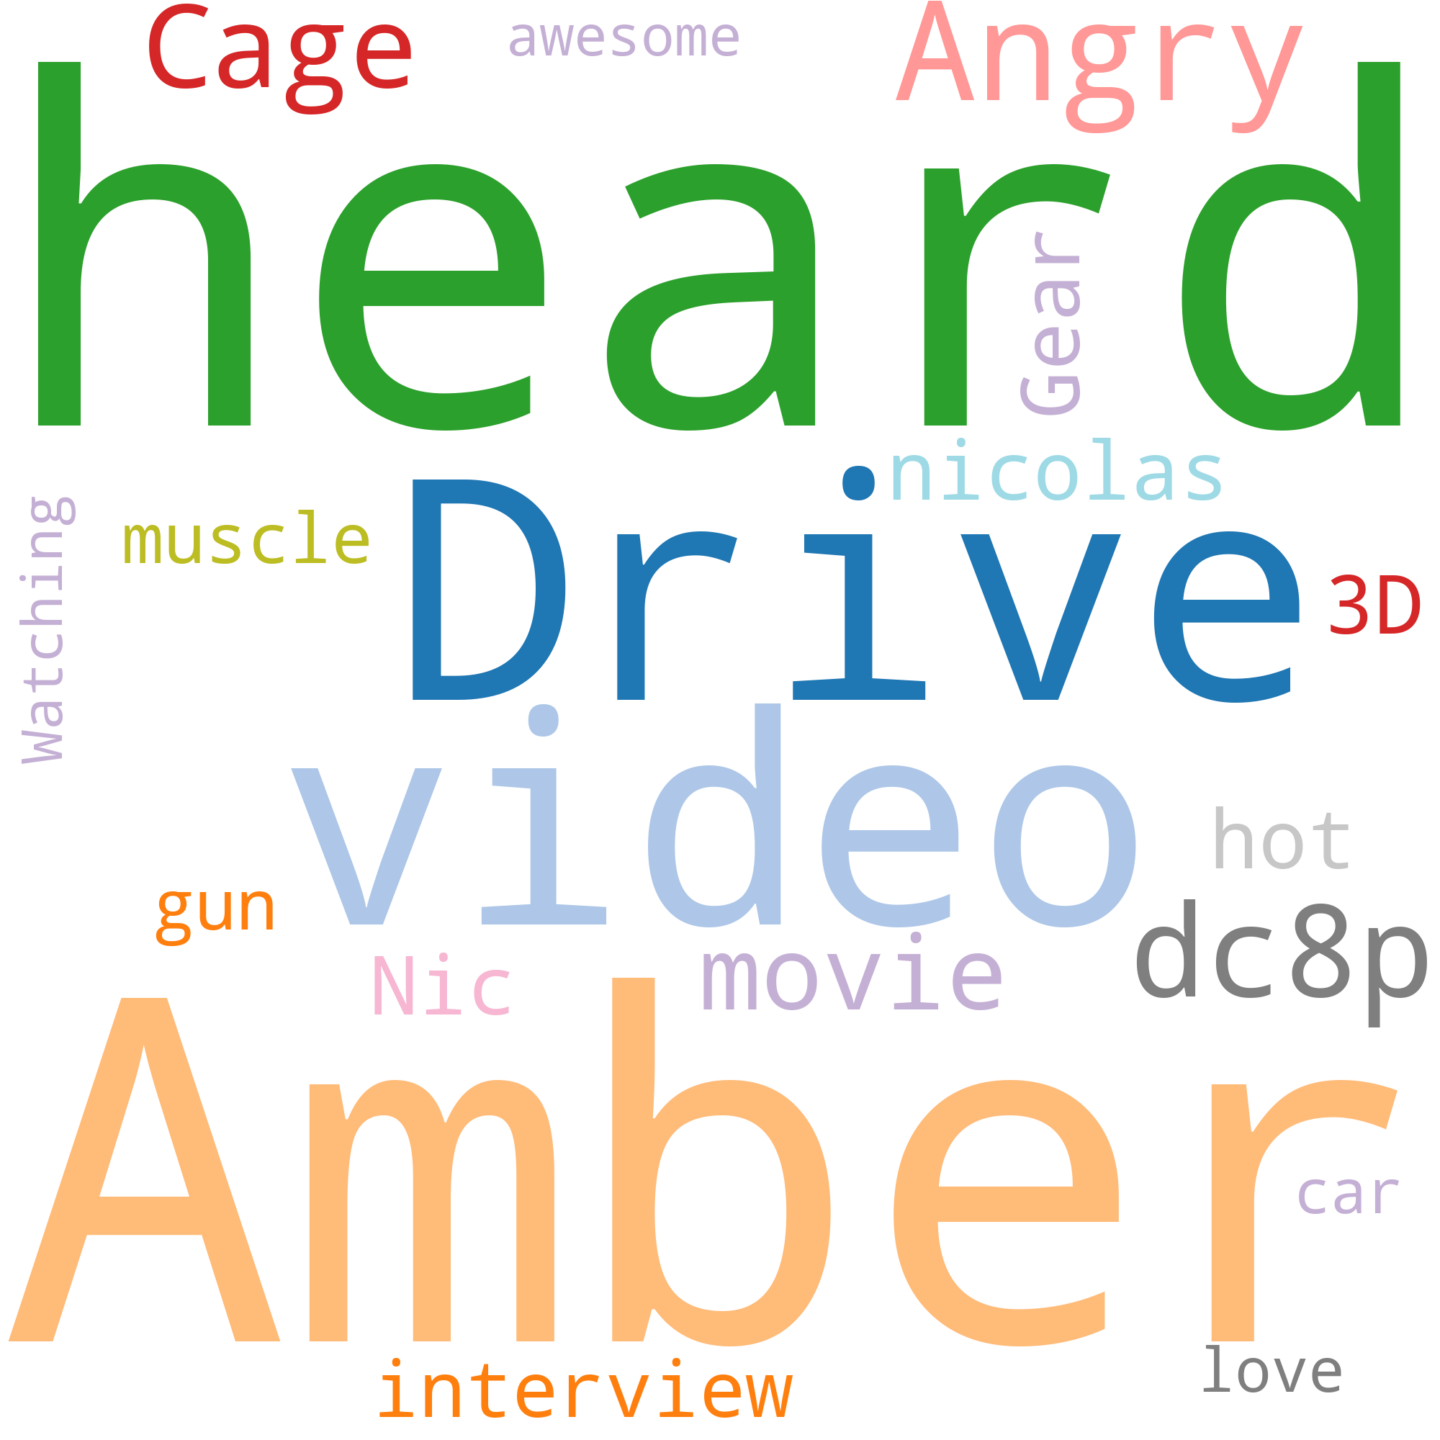 Cage
awesome
Angry
heard
Gear
nicolas
Watching
muscle
Drive
3D
video
hot
gun
dc8p
Nic
movie
Amber
car
interview
love